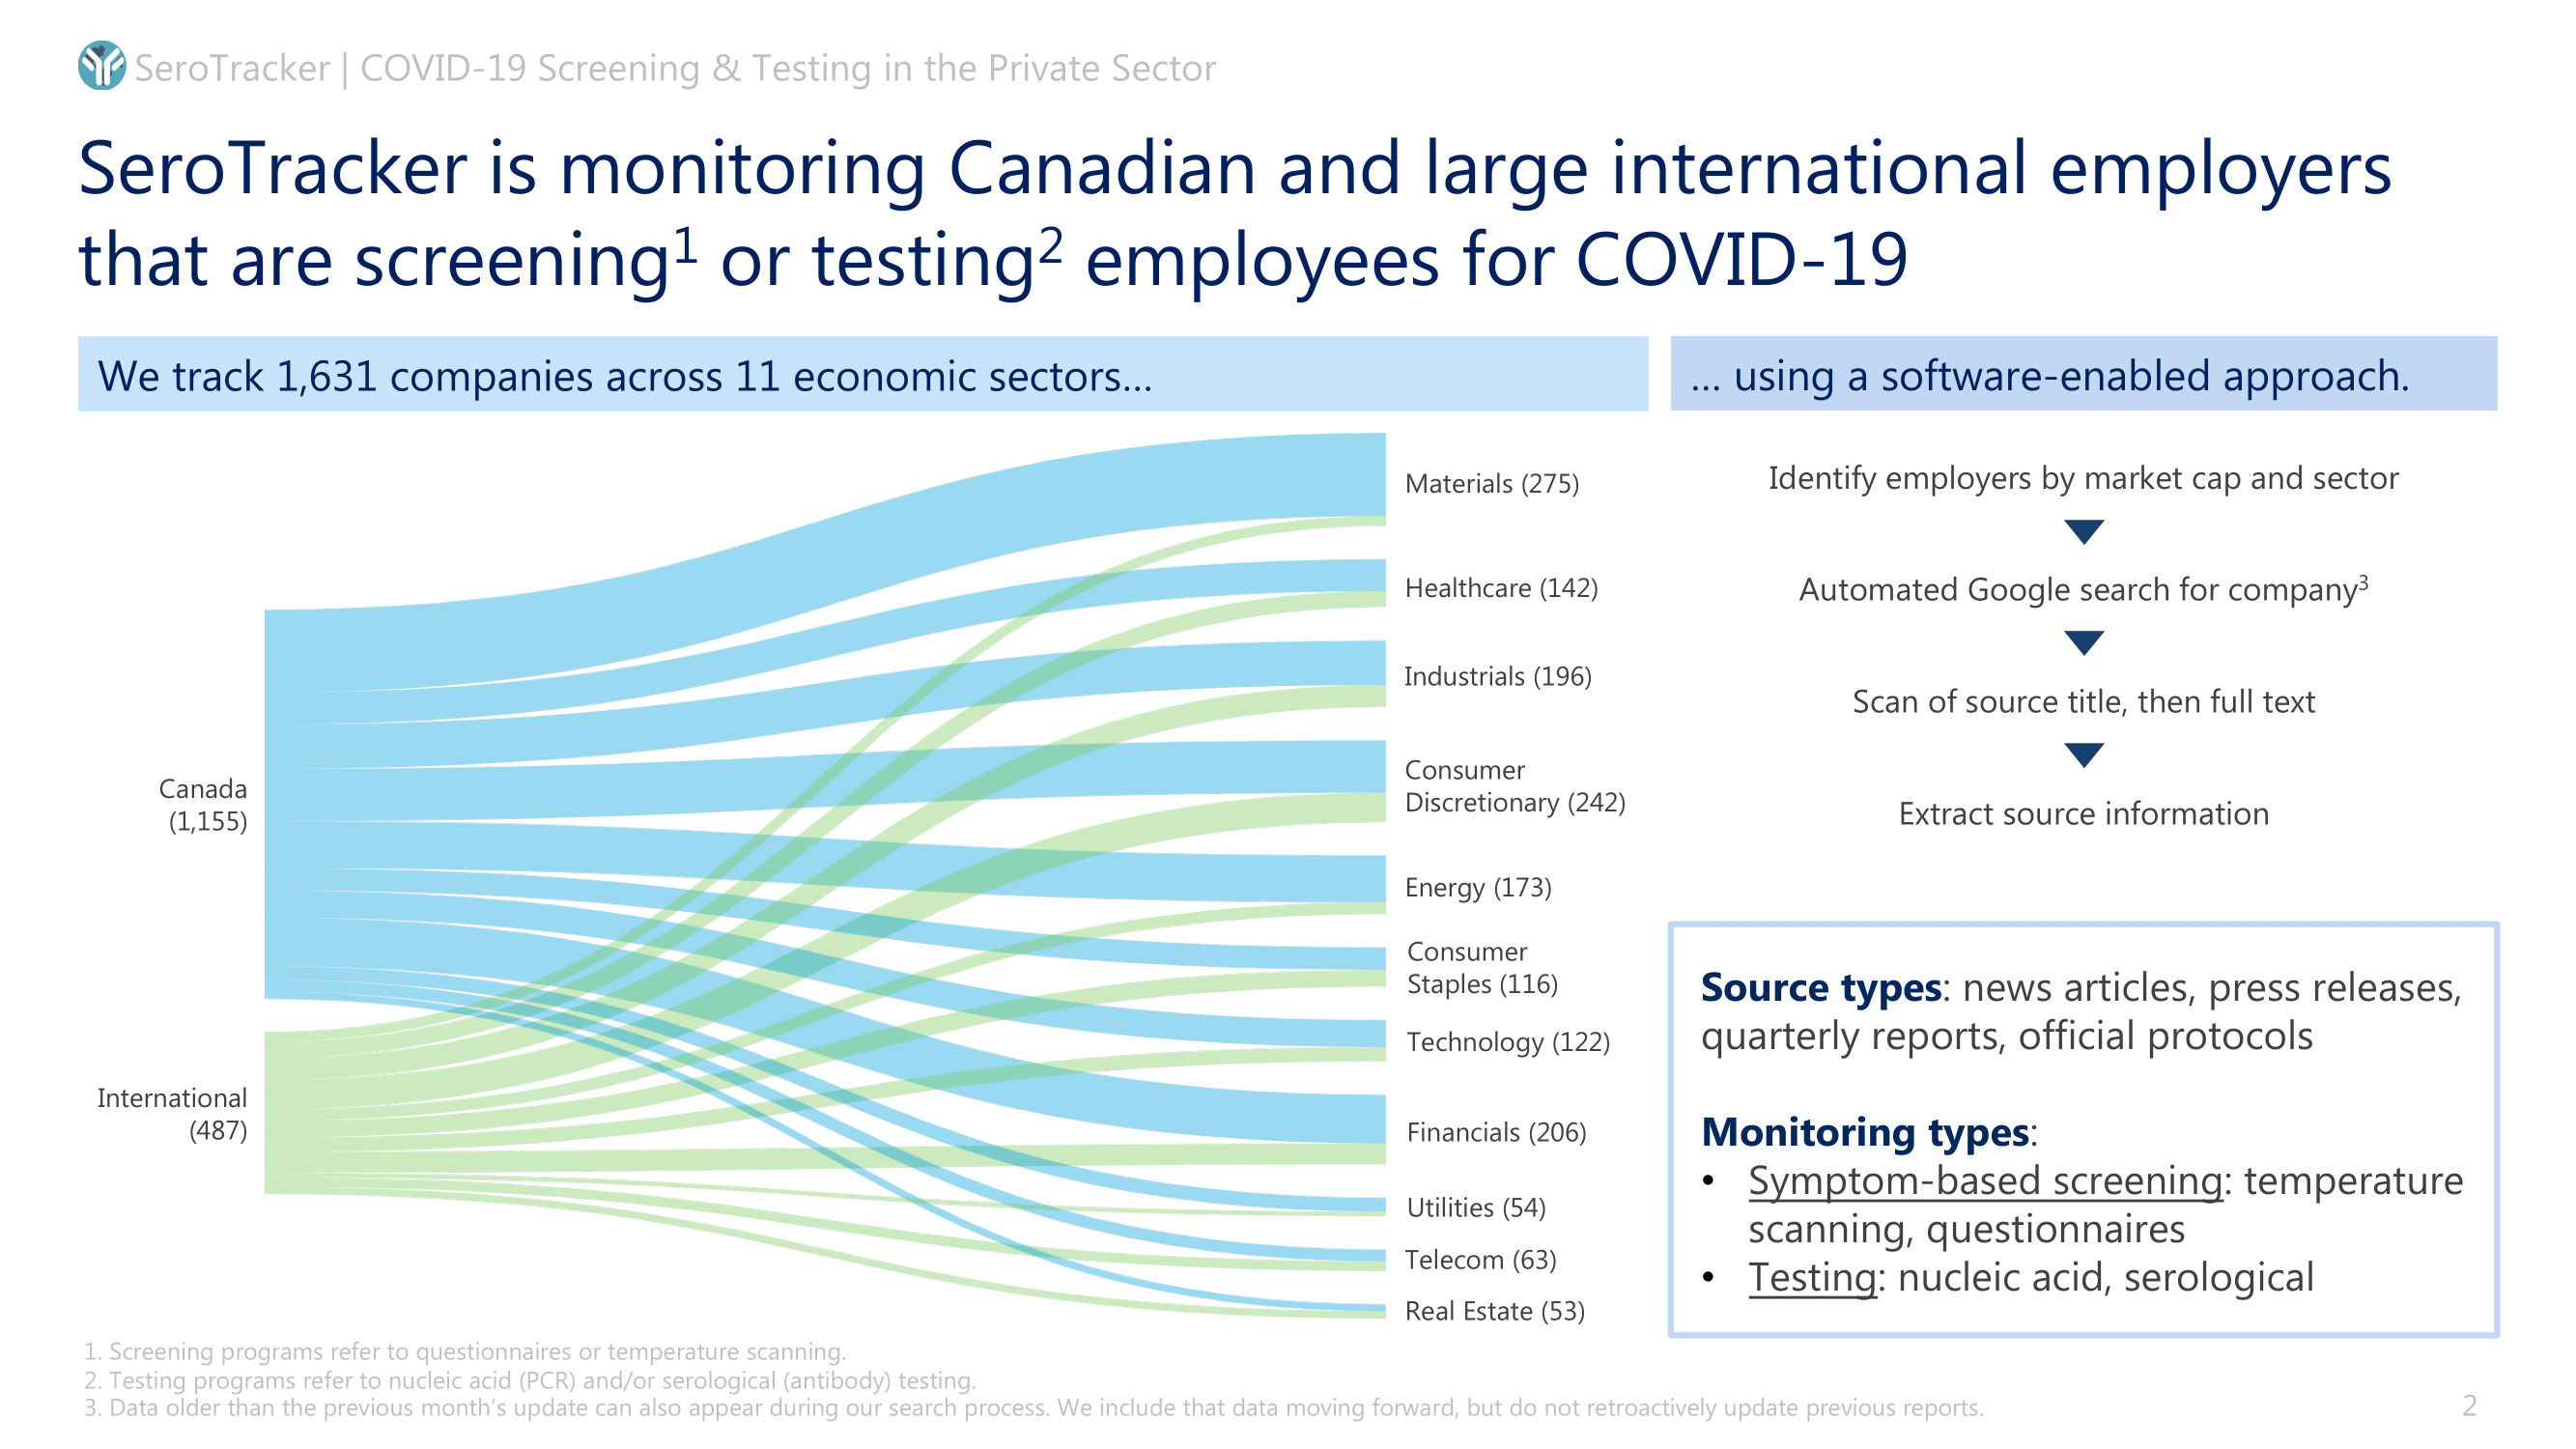 SeroTracker | COVID-19 Screening & Testing in the Private Sector
SeroTracker is monitoring Canadian and large international employers
that are screening¹ or testing² employees for COVID-19
We track 1,631 companies across 11 economic sectors...
Canada
(1,155)
International
(487)
Materials (275)
Healthcare (142)
Industrials (196)
Consumer
Discretionary (242)
Energy (173)
Consumer
Staples (116)
Technology (122)
Financials (206)
Utilities (54)
Telecom (63)
Real Estate (53)
... using a software-enabled approach.
Identify employers by market cap and sector
Automated Google search for company³
Scan of source title, then full text
Extract source information
Source types: news articles, press releases,
quarterly reports, official protocols
Monitoring types:
• Symptom-based screening: temperature
scanning, questionnaires
• Testing: nucleic acid, serological
1. Screening programs refer to questionnaires or temperature scanning.
2. Testing programs refer to nucleic acid (PCR) and/or serological (antibody) testing.
3. Data older than the previous month's update can also appear during our search process. We include that data moving forward, but do not retroactively update previous reports.
2